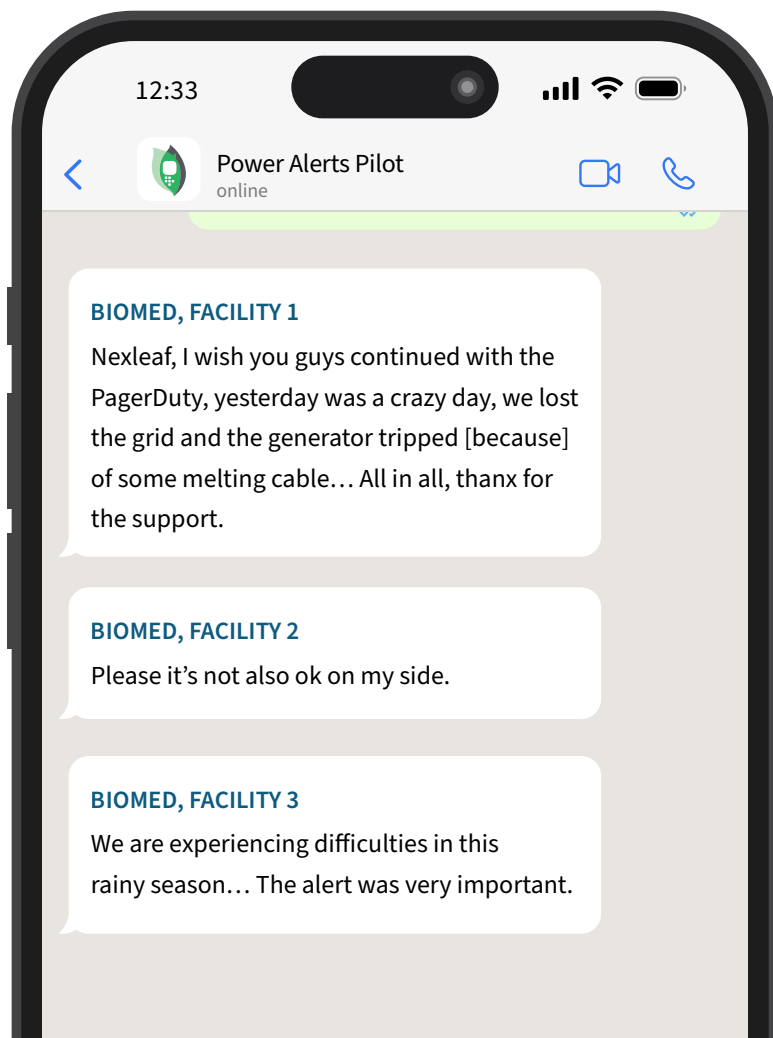 12:33
Power Alerts Pilot
online
BIOMED, FACILITY 1
Nexleaf, I wish you guys continued with the
PagerDuty, yesterday was a crazy day, we lost
the grid and the generator tripped [because]
of some melting cable… All in all, thanx for
the support.
BIOMED, FACILITY 2
Please it’s not also ok on my side.
BIOMED, FACILITY 3
We are experiencing difficulties in this
rainy season… The alert was very important.